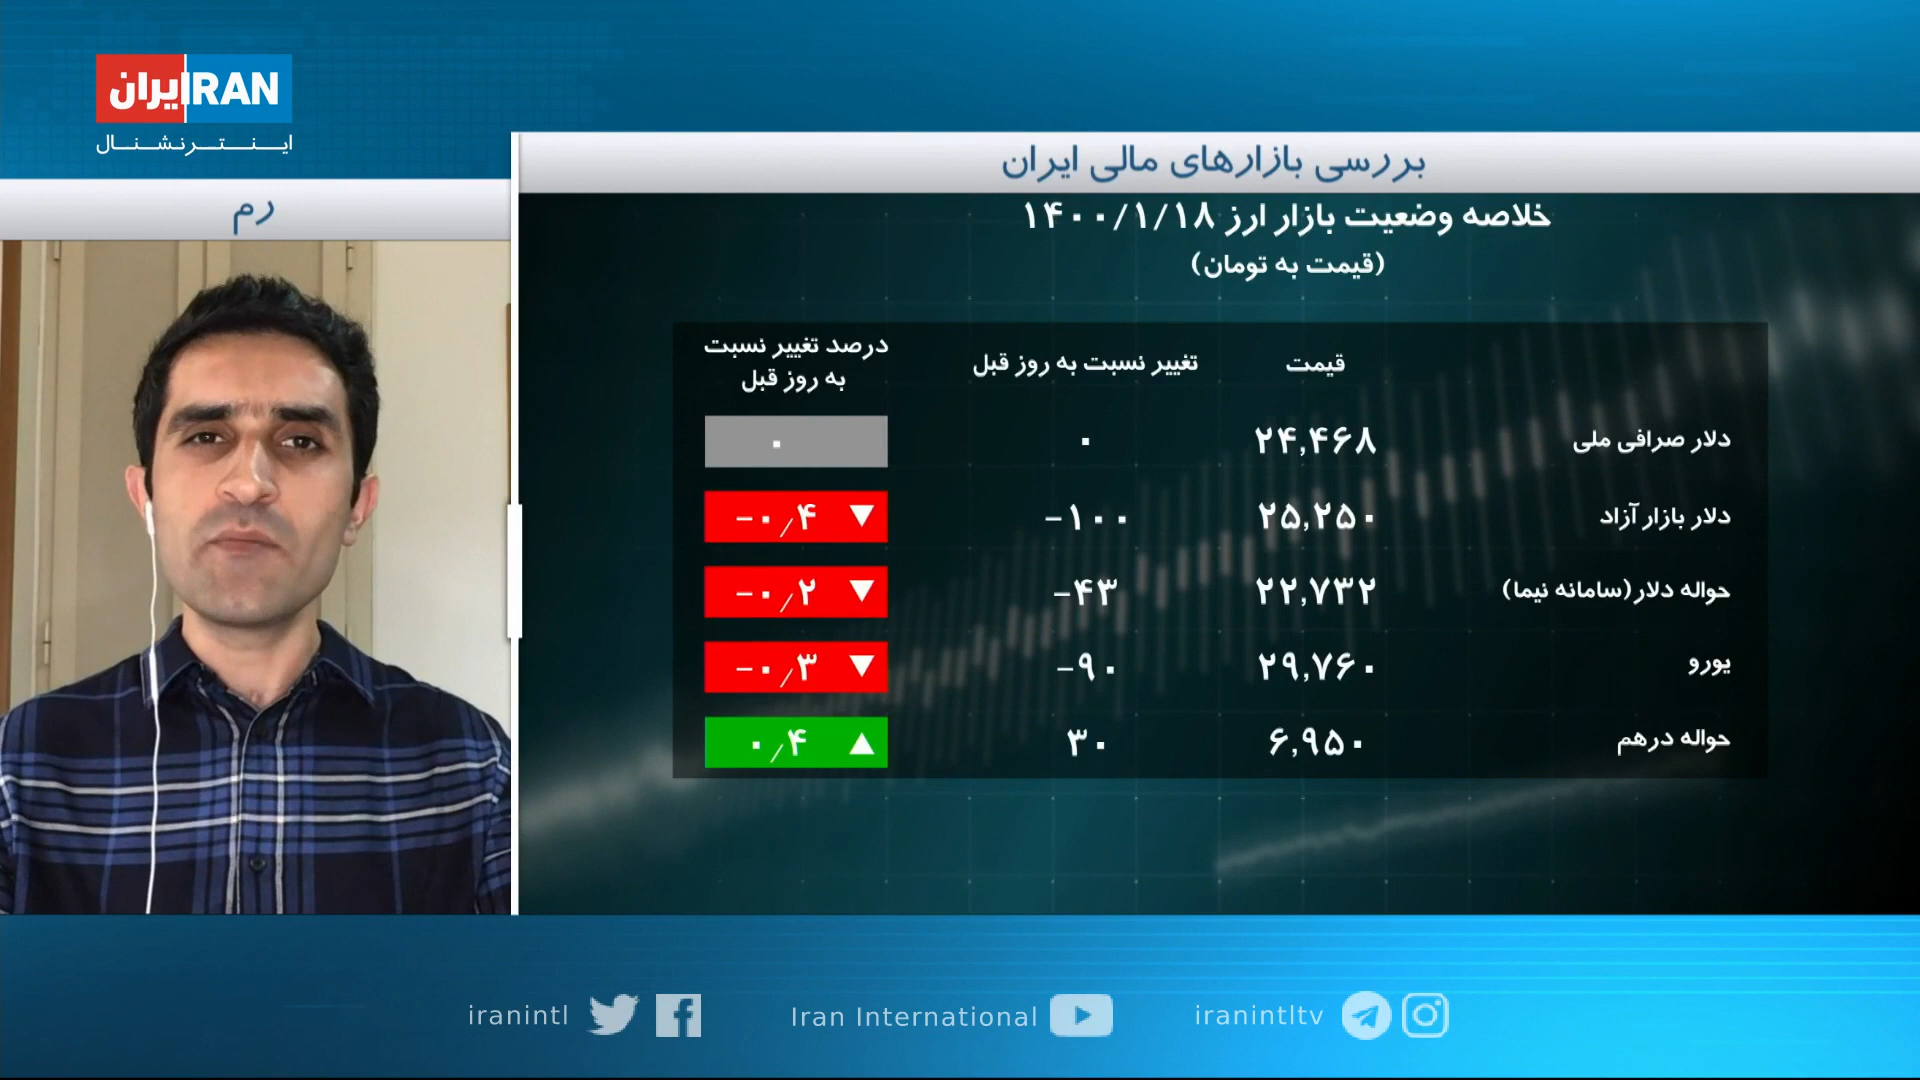 ایران IRAN
اینترنشنال
رم
بررسی بازارهای مالی ایران
خلاصه وضعیت بازار ارز ۱۴۰۰/۱/۱۸
(قیمت به تومان)
قیمت تغییر نسبت به روز قبل درصد تغییر نسبت به روز قبل
دلار صرافی ملی ۲۴,۴۶۸ ۰ ۰
دلار بازار آزاد ۲۵,۲۵۰ -۱۰۰ ▼ -۰٫۴
حواله دلار(سامانه نیما) ۲۲,۷۳۲ -۴۳ ▼ -۰٫۲
یورو ۲۹,۷۶۰ -۹۰ ▼ -۰٫۳
حواله درهم ۶,۹۵۰ ۳۰ ▲ ۰٫۴
iranintl Iran International iranintltv